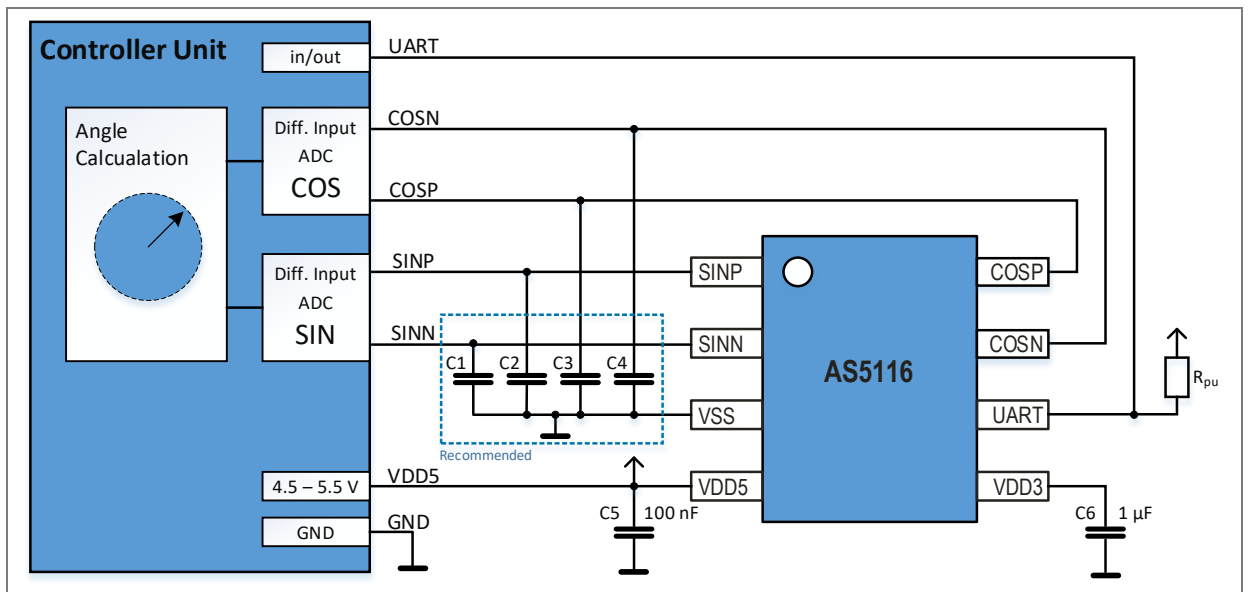 Controller Unit
in/out
UART
Angle
Calcualation
Diff. Input
ADC
COS
COSN
COSP
Diff. Input
ADC
SIN
SINP
SINN
C1
C2
C3
C4
Recommended
SINP
SINN
VSS
VDD5
AS5116
COSP
COSN
UART
VDD3
Rpu
4.5 – 5.5 V
VDD5
GND
GND
C5
100 nF
C6
1 µF